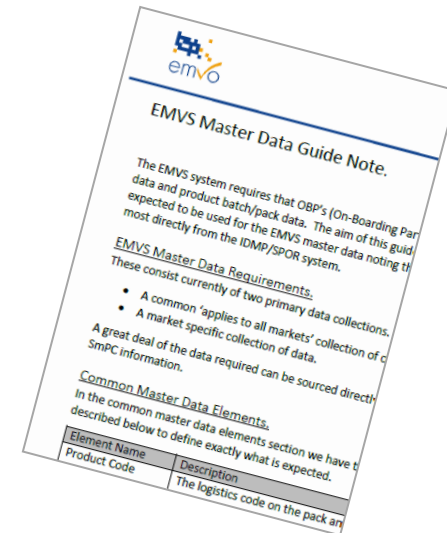 emvo
EMVS Master Data Guide Note.
The EMVS system requires that OBP's (On-Boarding Par
data and product batch/pack data. The aim of this guid
expected to be used for the EMVS master data noting th
most directly from the IDMP/SPOR system.
EMVS Master Data Requirements.
These consist currently of two primary data collections.
• A common 'applies to all markets' collection of c
• A market specific collection of data.
A great deal of the data required can be sourced directly
SmPC information.
Common Master Data Elements.
In the common master data elements section we have t
described below to define exactly what is expected.
Element Name Description
Product Code The logistics code on the pack an